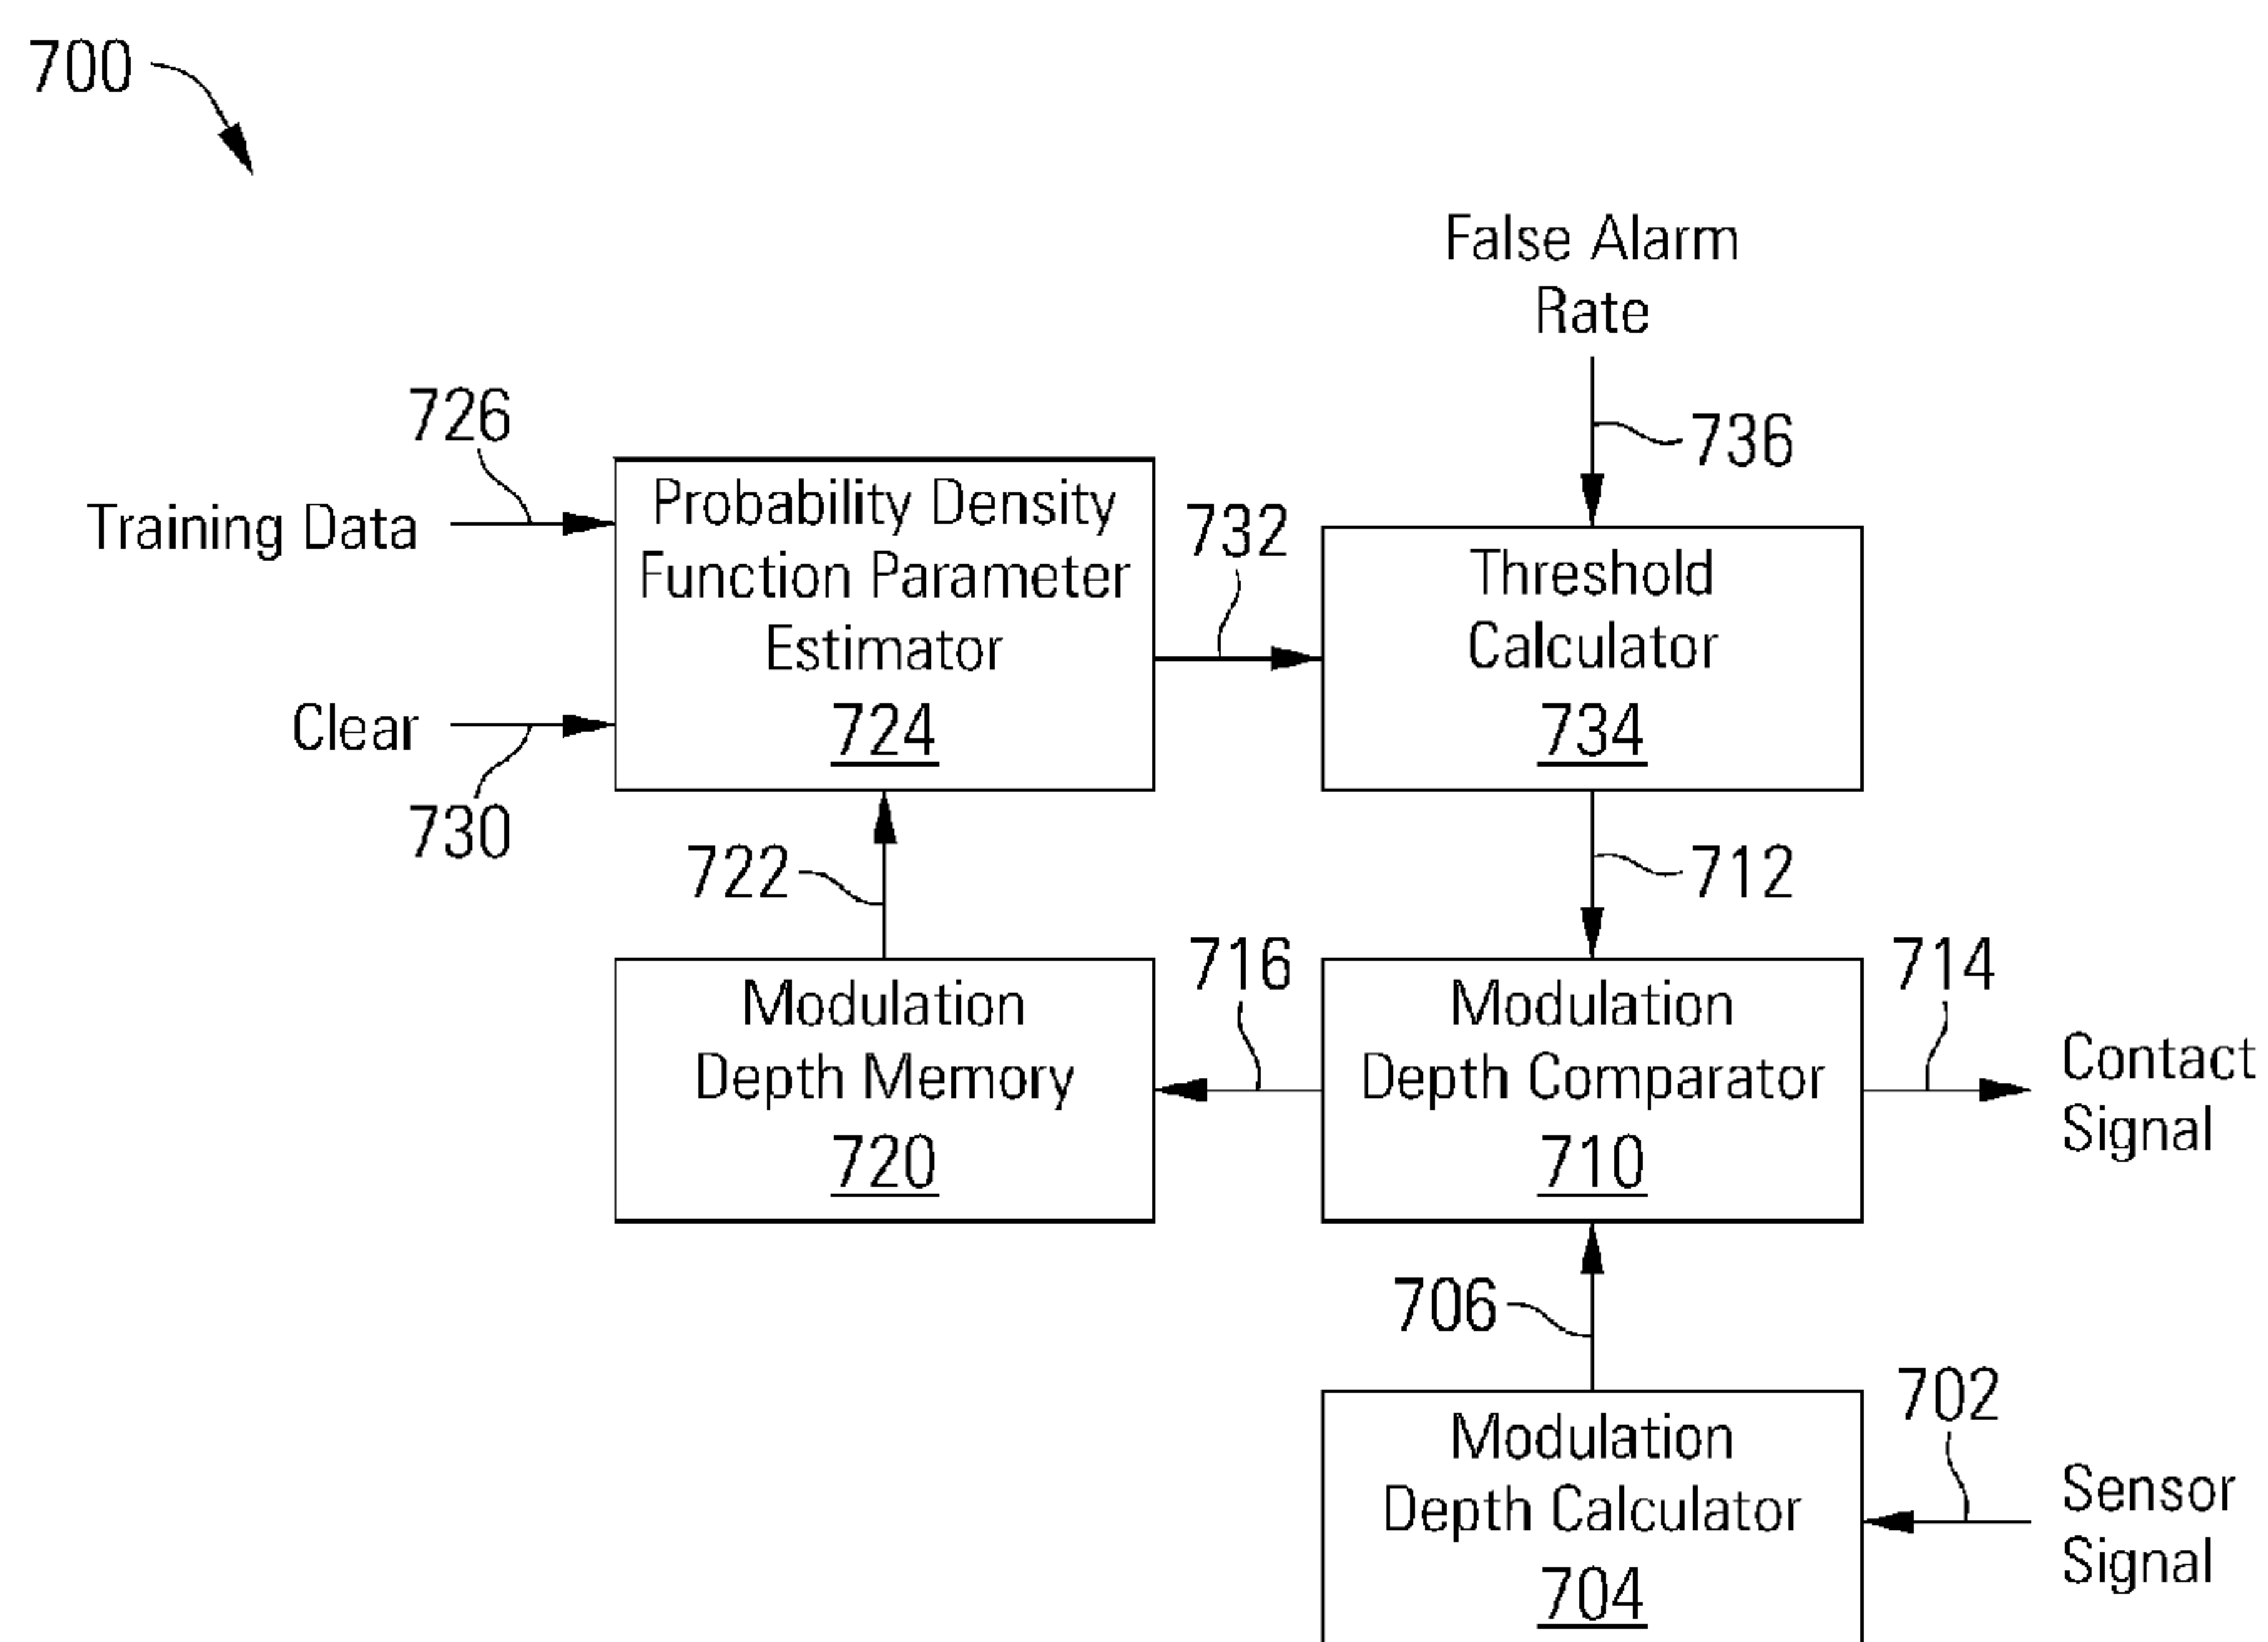 700
False Alarm
Rate
736
726
Training Data
Clear
730
Probability Density
Function Parameter
Estimator
724
732
Threshold
Calculator
734
722
712
Modulation
Depth Memory
720
716
Modulation
Depth Comparator
710
714
Contact
Signal
706
Modulation
Depth Calculator
704
702
Sensor
Signal